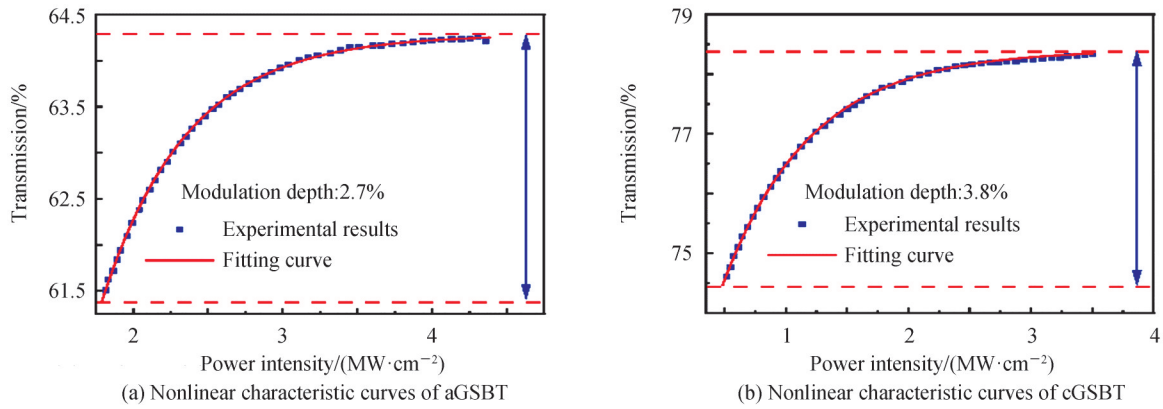 64.5
63.5
62.5
61.5
Transmission/%
Modulation depth:2.7%
Experimental results
Fitting curve
2
3
4
Power intensity/(MW·cm⁻²)
(a) Nonlinear characteristic curves of aGSBT
79
77
75
Transmission/%
Modulation depth:3.8%
Experimental results
Fitting curve
1
2
3
4
Power intensity/(MW·cm⁻²)
(b) Nonlinear characteristic curves of cGSBT